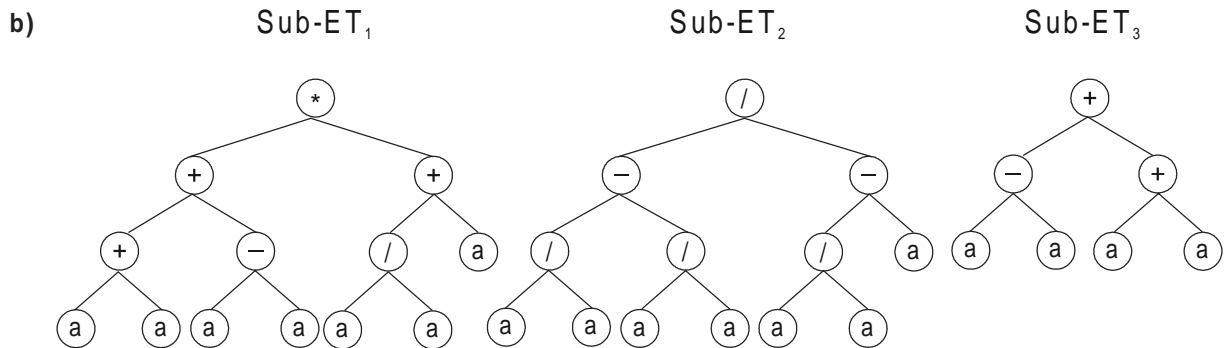 b) Sub-ET₁ Sub-ET₂ Sub-ET₃
* / +
+ + − − − +
+ − / a / / / a a a a a
a a a a a a a a a a a a